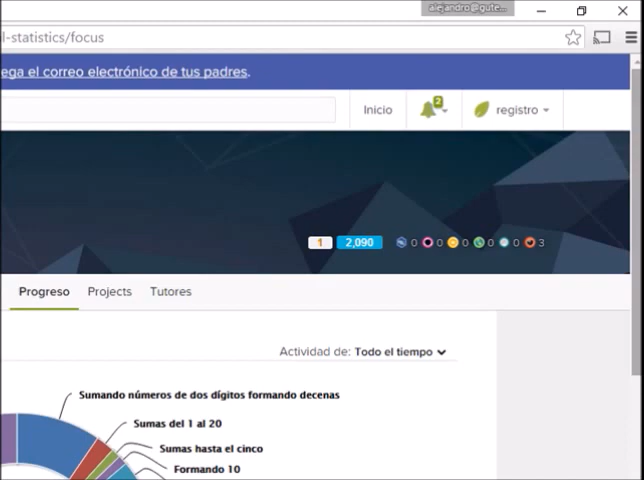 alejandro@gute...
l-statistics/focus
ega el correo electrónico de tus padres.
Inicio
2
registro
1 2,090 0 0 0 0 0 3
Progreso Projects Tutores
Actividad de: Todo el tiempo
Sumando números de dos dígitos formando decenas
Sumas del 1 al 20
Sumas hasta el cinco
Formando 10